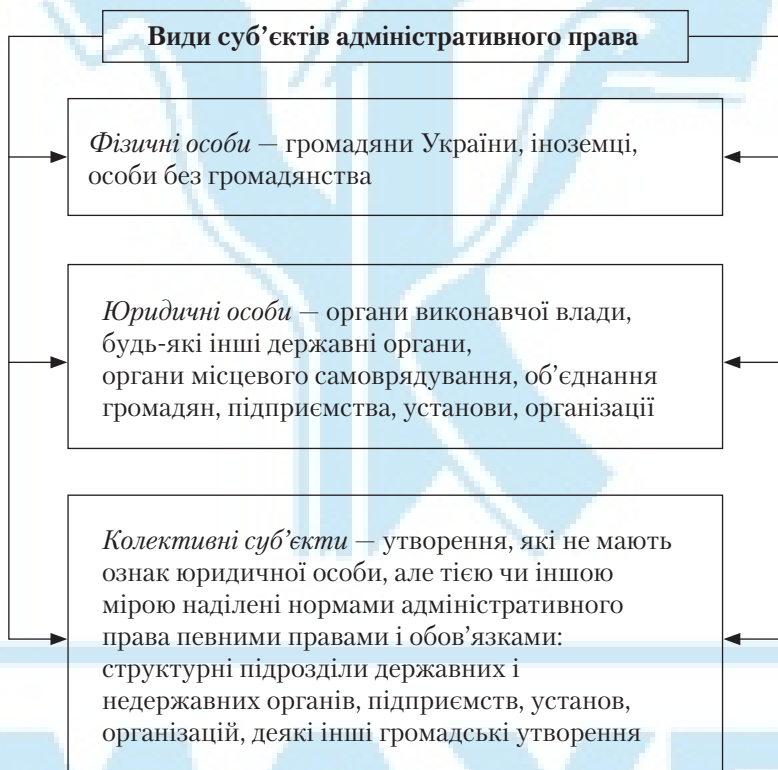 Види суб’єктів адміністративного права
Фізичні особи — громадяни України, іноземці,
особи без громадянства
Юридичні особи — органи виконавчої влади,
будь-які інші державні органи,
органи місцевого самоврядування, об’єднання
громадян, підприємства, установи, організації
Колективні суб’єкти — утворення, які не мають
ознак юридичної особи, але тією чи іншою
мірою наділені нормами адміністративного
права певними правами і обов’язками:
структурні підрозділи державних і
недержавних органів, підприємств, установ,
організацій, деякі інші громадські утворення